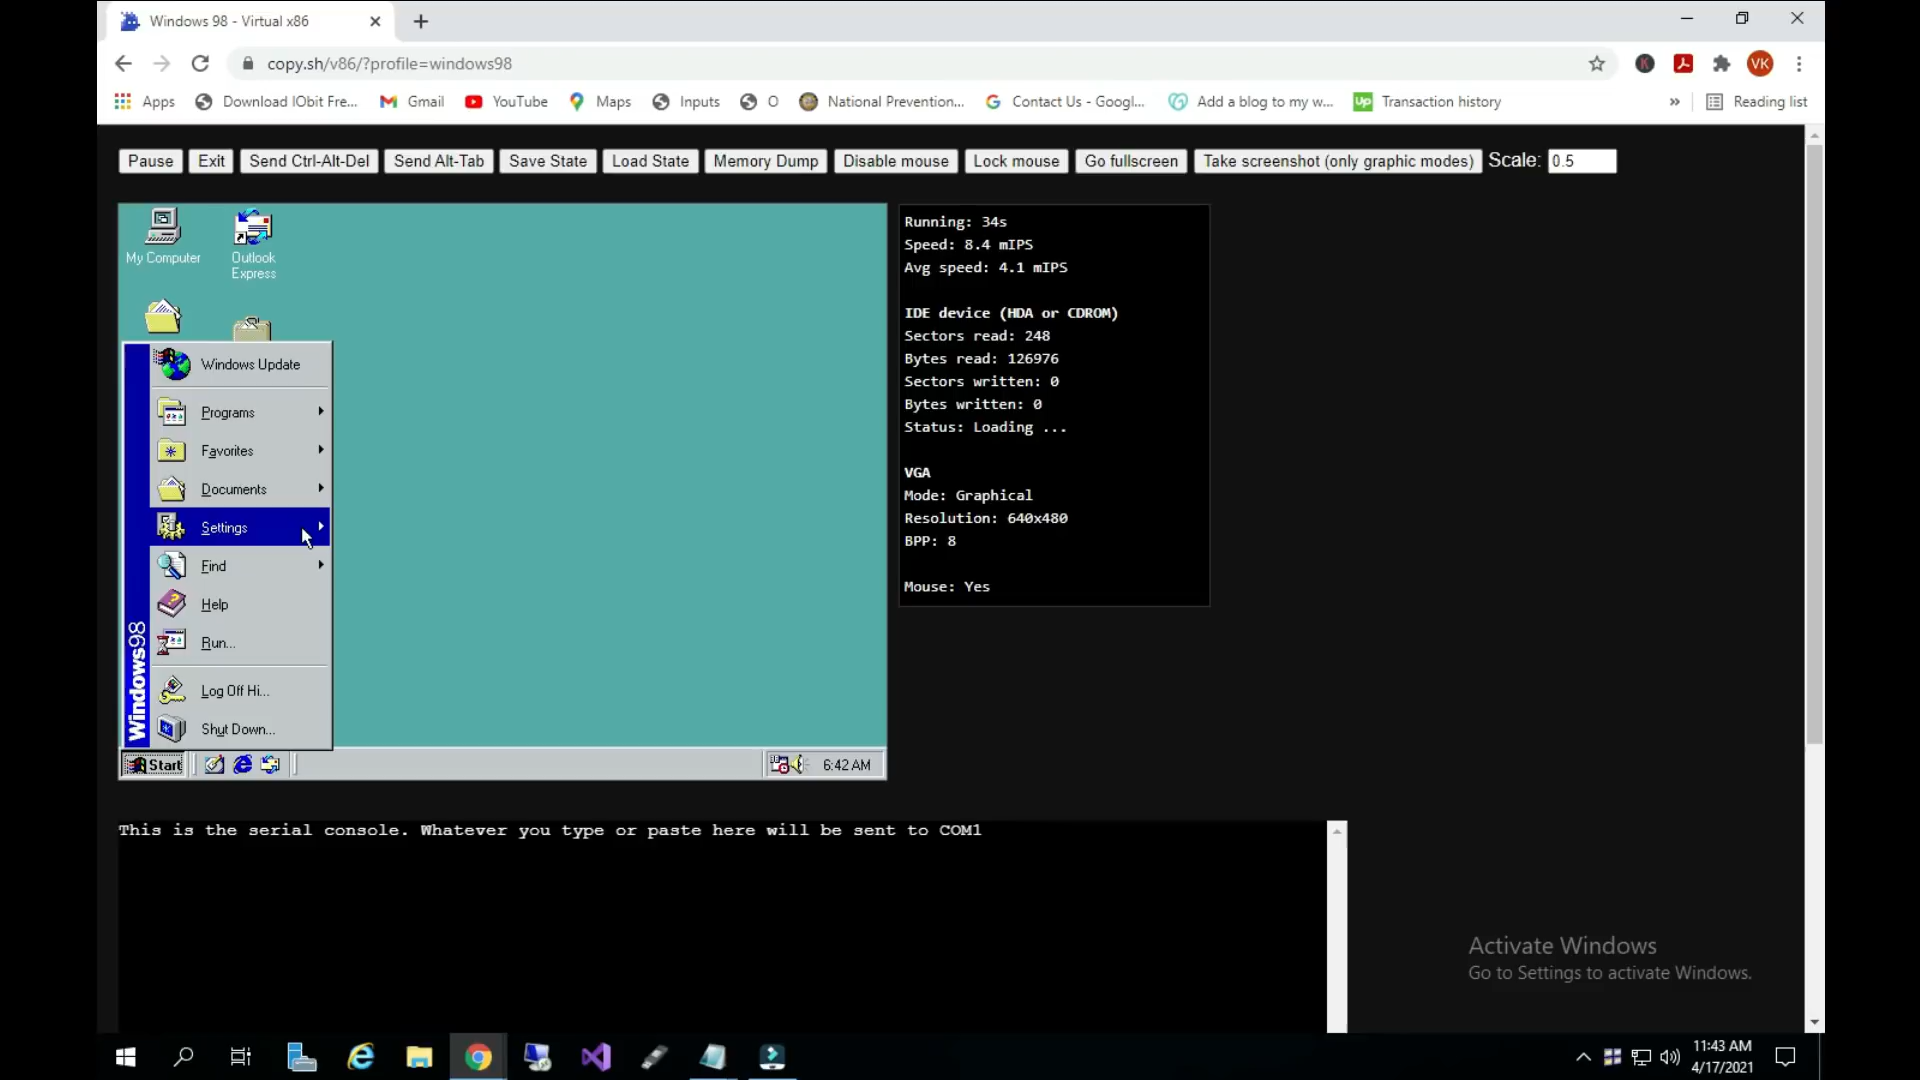 Windows 98 - Virtual x86
copy.sh/v86/?profile=windows98
VK
Apps
Download IObit Fre...
Gmail
YouTube
Maps
Inputs
O
National Prevention...
Contact Us - Googl...
Add a blog to my w...
Up
Transaction history
»
Reading list
Pause
Exit
Send Ctrl-Alt-Del
Send Alt-Tab
Save State
Load State
Memory Dump
Disable mouse
Lock mouse
Go fullscreen
Take screenshot (only graphic modes)
Scale: 0.5
My Computer
Outlook
Express
Windows Update
Programs
Favorites
Documents
Settings
Find
Help
Run...
Log Off Hi...
Shut Down...
Windows98
Start
6:42 AM
Running: 34s
Speed: 8.4 mIPS
Avg speed: 4.1 mIPS
IDE device (HDA or CDROM)
Sectors read: 248
Bytes read: 126976
Sectors written: 0
Bytes written: 0
Status: Loading ...
VGA
Mode: Graphical
Resolution: 640x480
BPP: 8
Mouse: Yes
This is the serial console. Whatever you type or paste here will be sent to COM1
Activate Windows
Go to Settings to activate Windows.
11:43 AM
4/17/2021